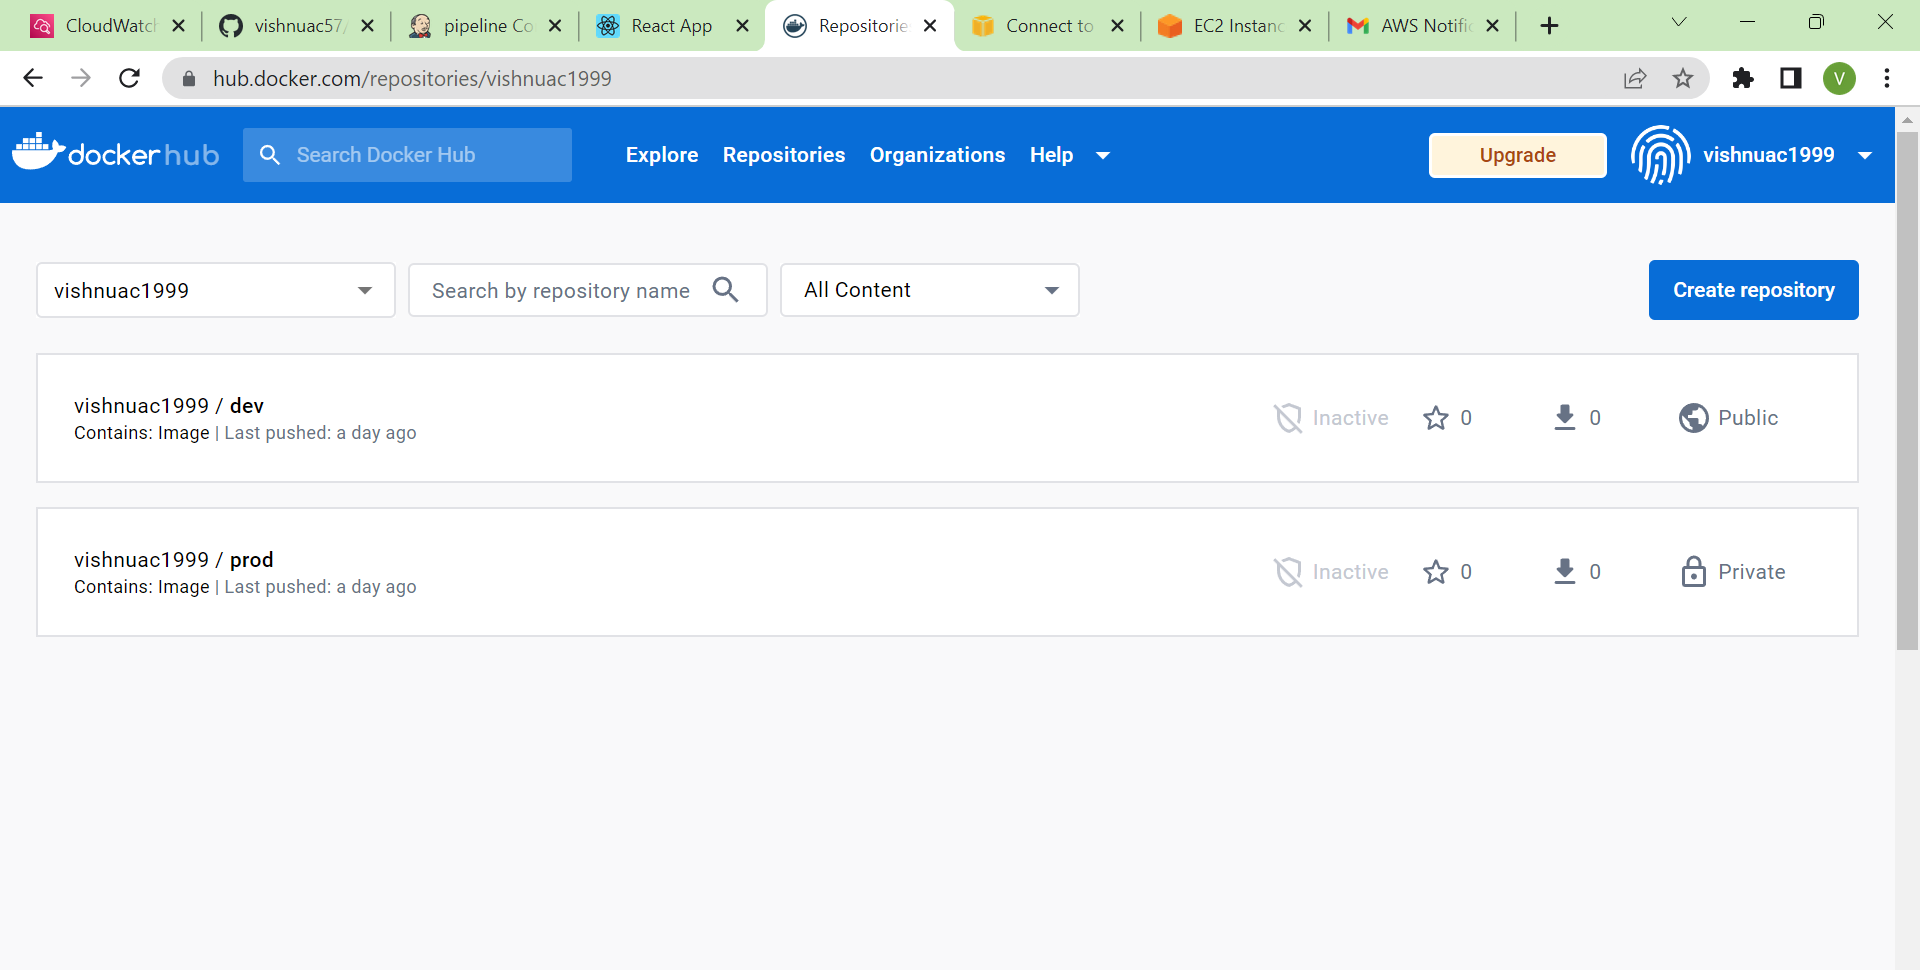 CloudWatch vishnuac57/ pipeline Co React App Repositorie Connect to EC2 Instanc AWS Notific
hub.docker.com/repositories/vishnuac1999 V
docker hub Search Docker Hub Explore Repositories Organizations Help Upgrade vishnuac1999
vishnuac1999 Search by repository name All Content Create repository
vishnuac1999 / dev
Contains: Image | Last pushed: a day ago
Inactive 0 0 Public
vishnuac1999 / prod
Contains: Image | Last pushed: a day ago
Inactive 0 0 Private